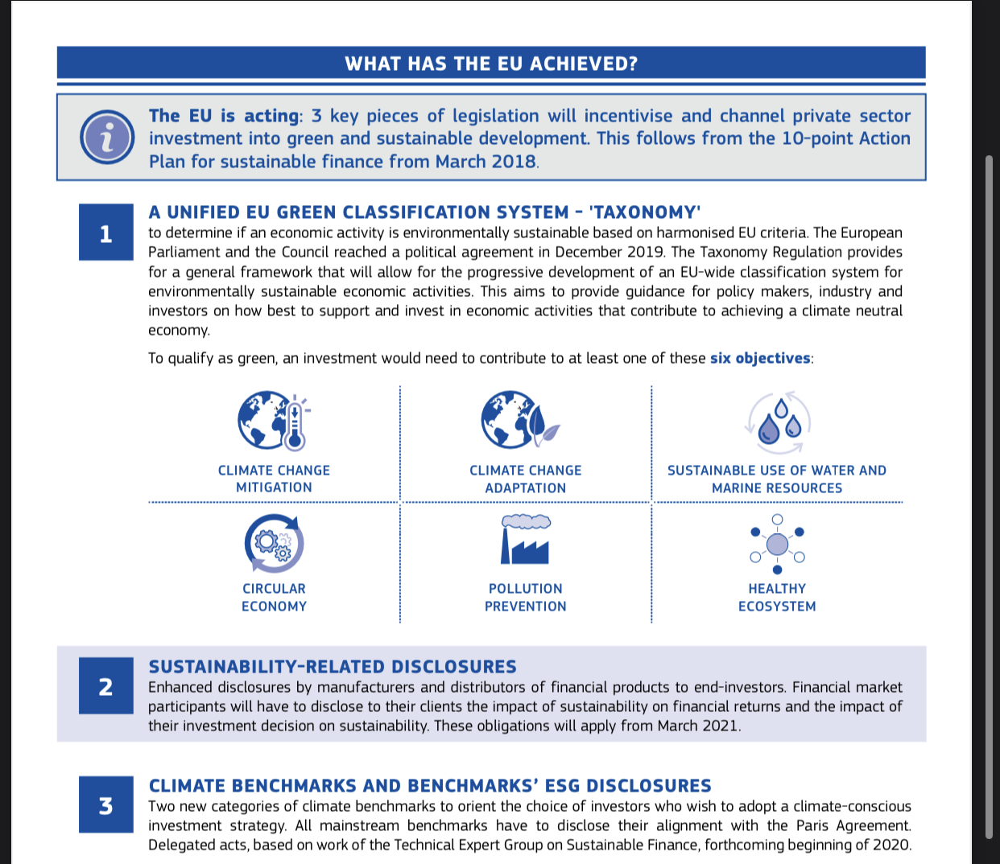 WHAT HAS THE EU ACHIEVED?
i
The EU is acting: 3 key pieces of legislation will incentivise and channel private sector
investment into green and sustainable development. This follows from the 10-point Action
Plan for sustainable finance from March 2018.
1
A UNIFIED EU GREEN CLASSIFICATION SYSTEM - 'TAXONOMY'
to determine if an economic activity is environmentally sustainable based on harmonised EU criteria. The European
Parliament and the Council reached a political agreement in December 2019. The Taxonomy Regulation provides
for a general framework that will allow for the progressive development of an EU-wide classification system for
environmentally sustainable economic activities. This aims to provide guidance for policy makers, industry and
investors on how best to support and invest in economic activities that contribute to achieving a climate neutral
economy.
To qualify as green, an investment would need to contribute to at least one of these six objectives:
CLIMATE CHANGE
MITIGATION
CLIMATE CHANGE
ADAPTATION
SUSTAINABLE USE OF WATER AND
MARINE RESOURCES
CIRCULAR
ECONOMY
POLLUTION
PREVENTION
HEALTHY
ECOSYSTEM
2
SUSTAINABILITY-RELATED DISCLOSURES
Enhanced disclosures by manufacturers and distributors of financial products to end-investors. Financial market
participants will have to disclose to their clients the impact of sustainability on financial returns and the impact of
their investment decision on sustainability. These obligations will apply from March 2021.
3
CLIMATE BENCHMARKS AND BENCHMARKS’ ESG DISCLOSURES
Two new categories of climate benchmarks to orient the choice of investors who wish to adopt a climate-conscious
investment strategy. All mainstream benchmarks have to disclose their alignment with the Paris Agreement.
Delegated acts, based on work of the Technical Expert Group on Sustainable Finance, forthcoming beginning of 2020.